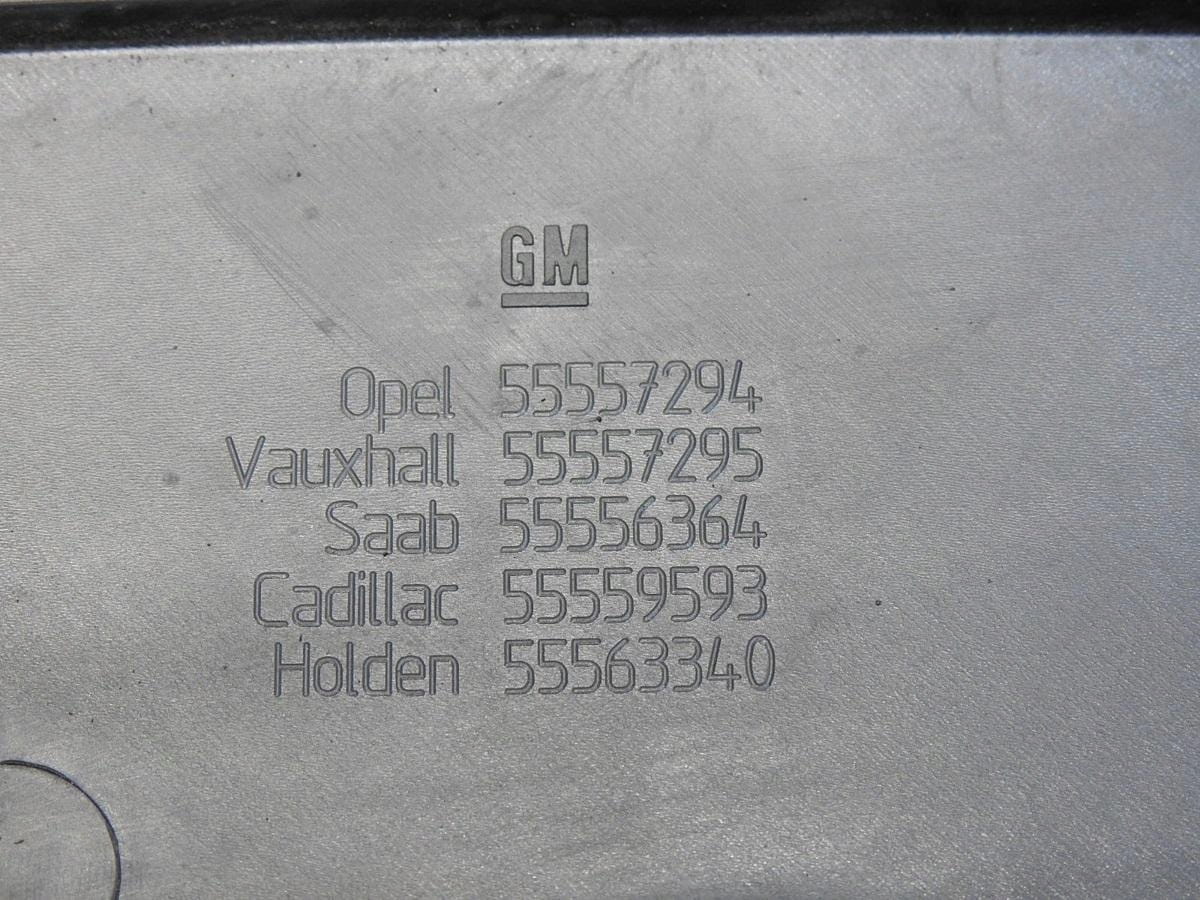 GM
Opel 55557294
Vauxhall 55557295
Saab 55556364
Cadillac 55559593
Holden 55563340